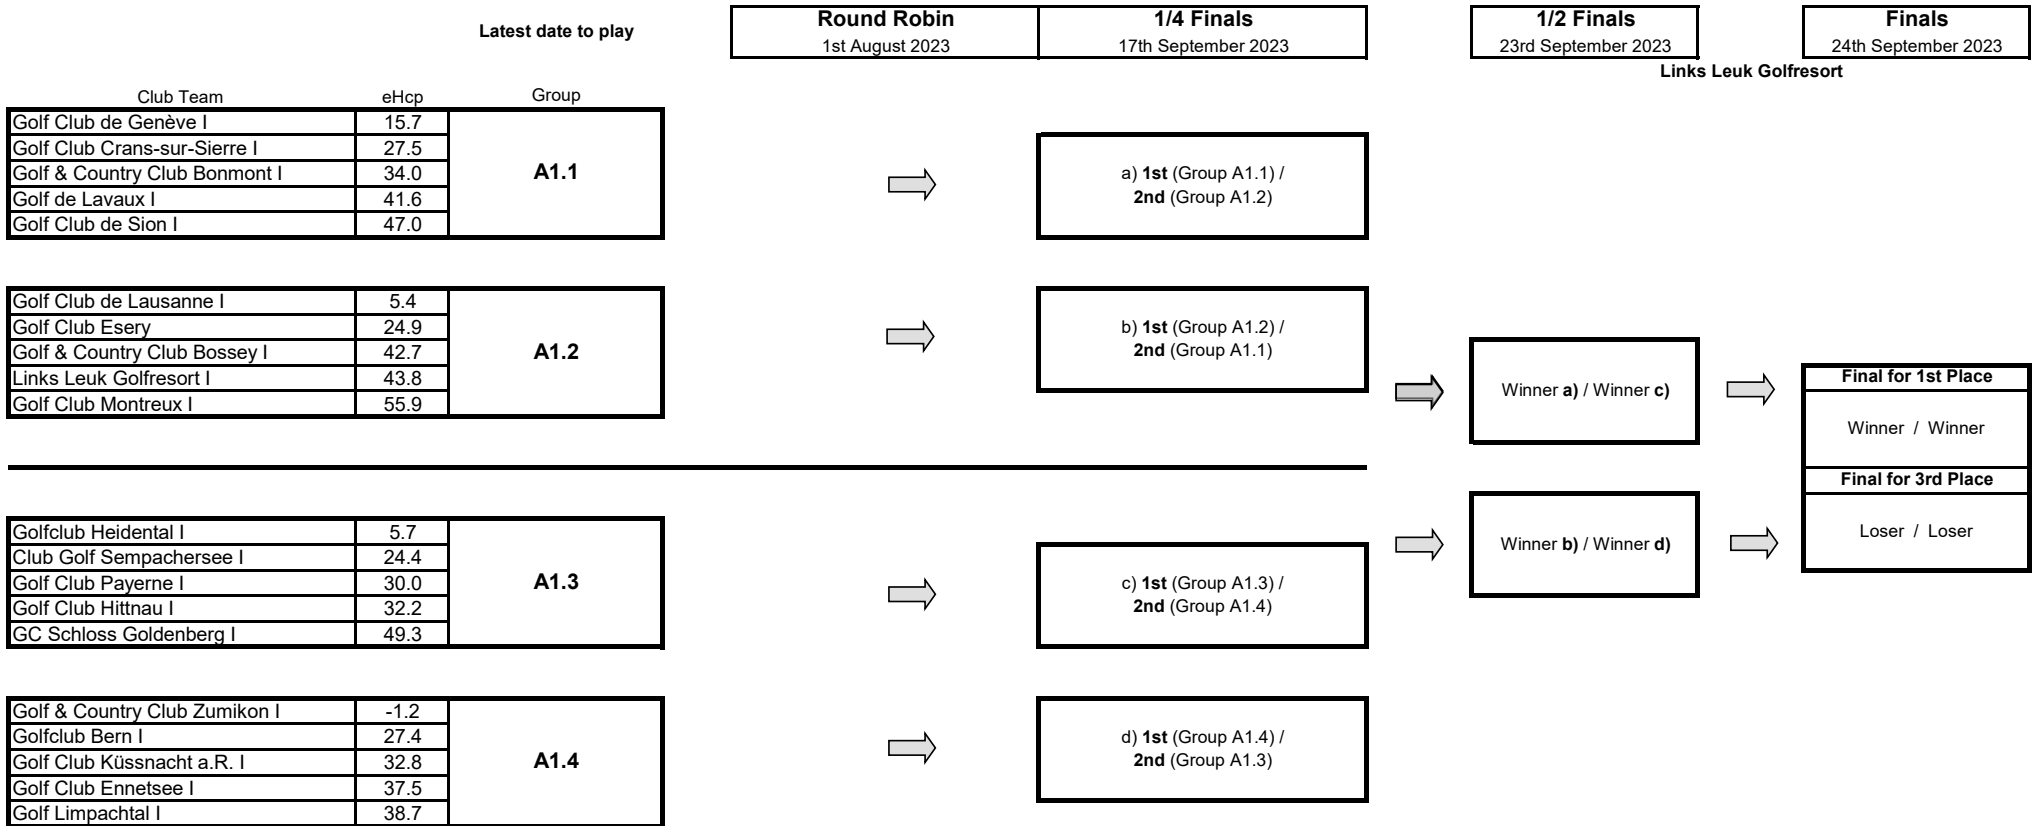 Latest date to play
Round Robin
1st August 2023
1/4 Finals
17th September 2023
1/2 Finals
23rd September 2023
Finals
24th September 2023
Links Leuk Golfresort
Club Team eHcp Group
Golf Club de Genève I 15.7
Golf Club Crans-sur-Sierre I 27.5
Golf & Country Club Bonmont I 34.0
Golf de Lavaux I 41.6
Golf Club de Sion I 47.0
A1.1
a) 1st (Group A1.1) /
2nd (Group A1.2)
Golf Club de Lausanne I 5.4
Golf Club Esery 24.9
Golf & Country Club Bossey I 42.7
Links Leuk Golfresort I 43.8
Golf Club Montreux I 55.9
A1.2
b) 1st (Group A1.2) /
2nd (Group A1.1)
Winner a) / Winner c)
Final for 1st Place
Winner / Winner
Final for 3rd Place
Loser / Loser
Winner b) / Winner d)
Golfclub Heidental I 5.7
Club Golf Sempachersee I 24.4
Golf Club Payerne I 30.0
Golf Club Hittnau I 32.2
GC Schloss Goldenberg I 49.3
A1.3
c) 1st (Group A1.3) /
2nd (Group A1.4)
Golf & Country Club Zumikon I -1.2
Golfclub Bern I 27.4
Golf Club Küssnacht a.R. I 32.8
Golf Club Ennetsee I 37.5
Golf Limpachtal I 38.7
A1.4
d) 1st (Group A1.4) /
2nd (Group A1.3)